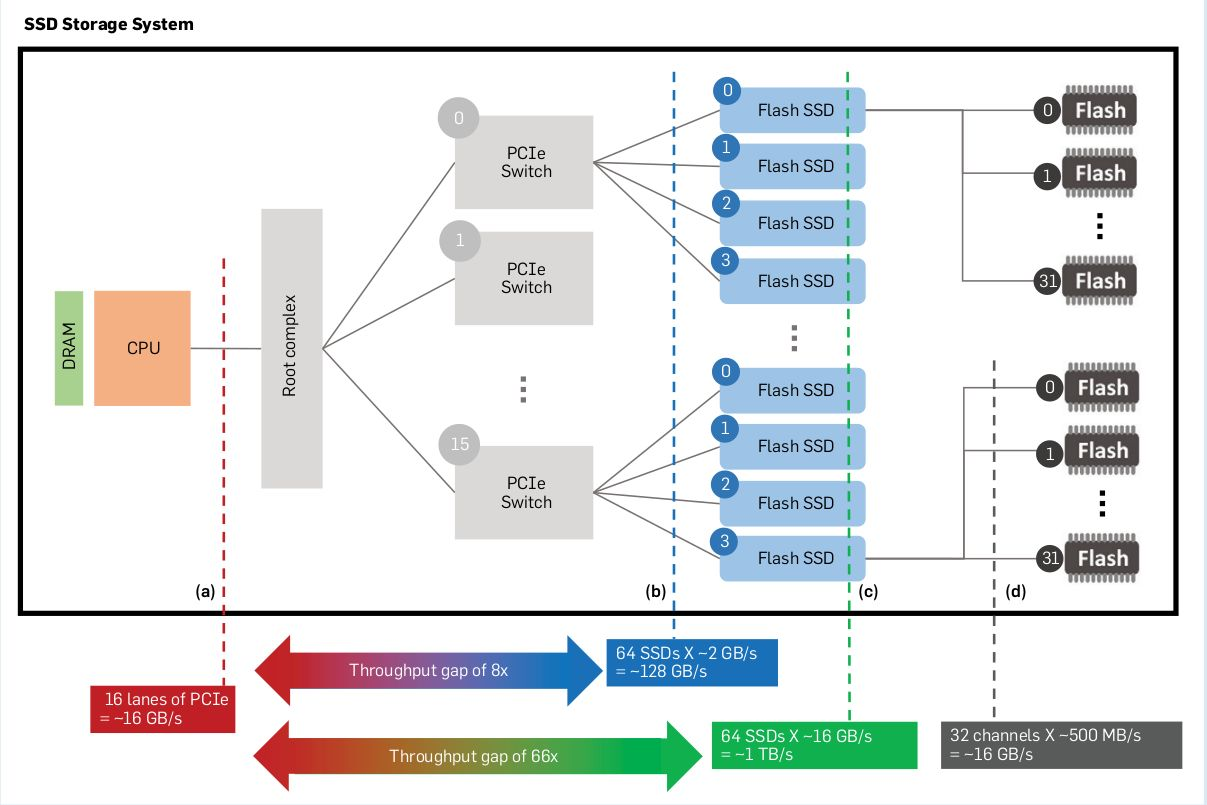 SSD Storage System
0
PCIe
Switch
1
PCIe
Switch
15
PCIe
Switch
DRAM
CPU
Root complex
0
Flash SSD
1
Flash SSD
2
Flash SSD
3
Flash SSD
0
Flash SSD
1
Flash SSD
2
Flash SSD
3
Flash SSD
0
Flash
1
Flash
31
Flash
0
Flash
1
Flash
31
Flash
(a)
(b)
(c)
(d)
Throughput gap of 8x
64 SSDs X ~2 GB/s
= ~128 GB/s
16 lanes of PCIe
= ~16 GB/s
Throughput gap of 66x
64 SSDs X ~16 GB/s
= ~1 TB/s
32 channels X ~500 MB/s
= ~16 GB/s